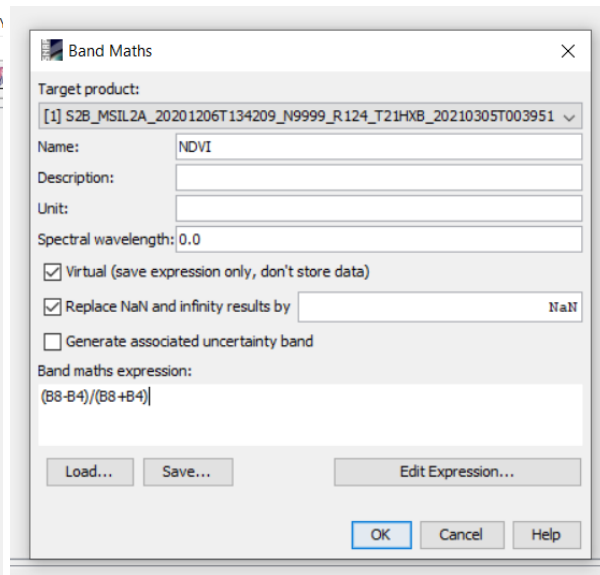 Band Maths
Target product:
[1] S2B_MSIL2A_20201206T134209_N9999_R124_T21HXB_20210305T003951
Name: NDVI
Description:
Unit:
Spectral wavelength: 0.0
Virtual (save expression only, don't store data)
Replace NaN and infinity results by NaN
Generate associated uncertainty band
Band maths expression:
(B8-B4)/(B8+B4)
Load... Save... Edit Expression...
OK Cancel Help